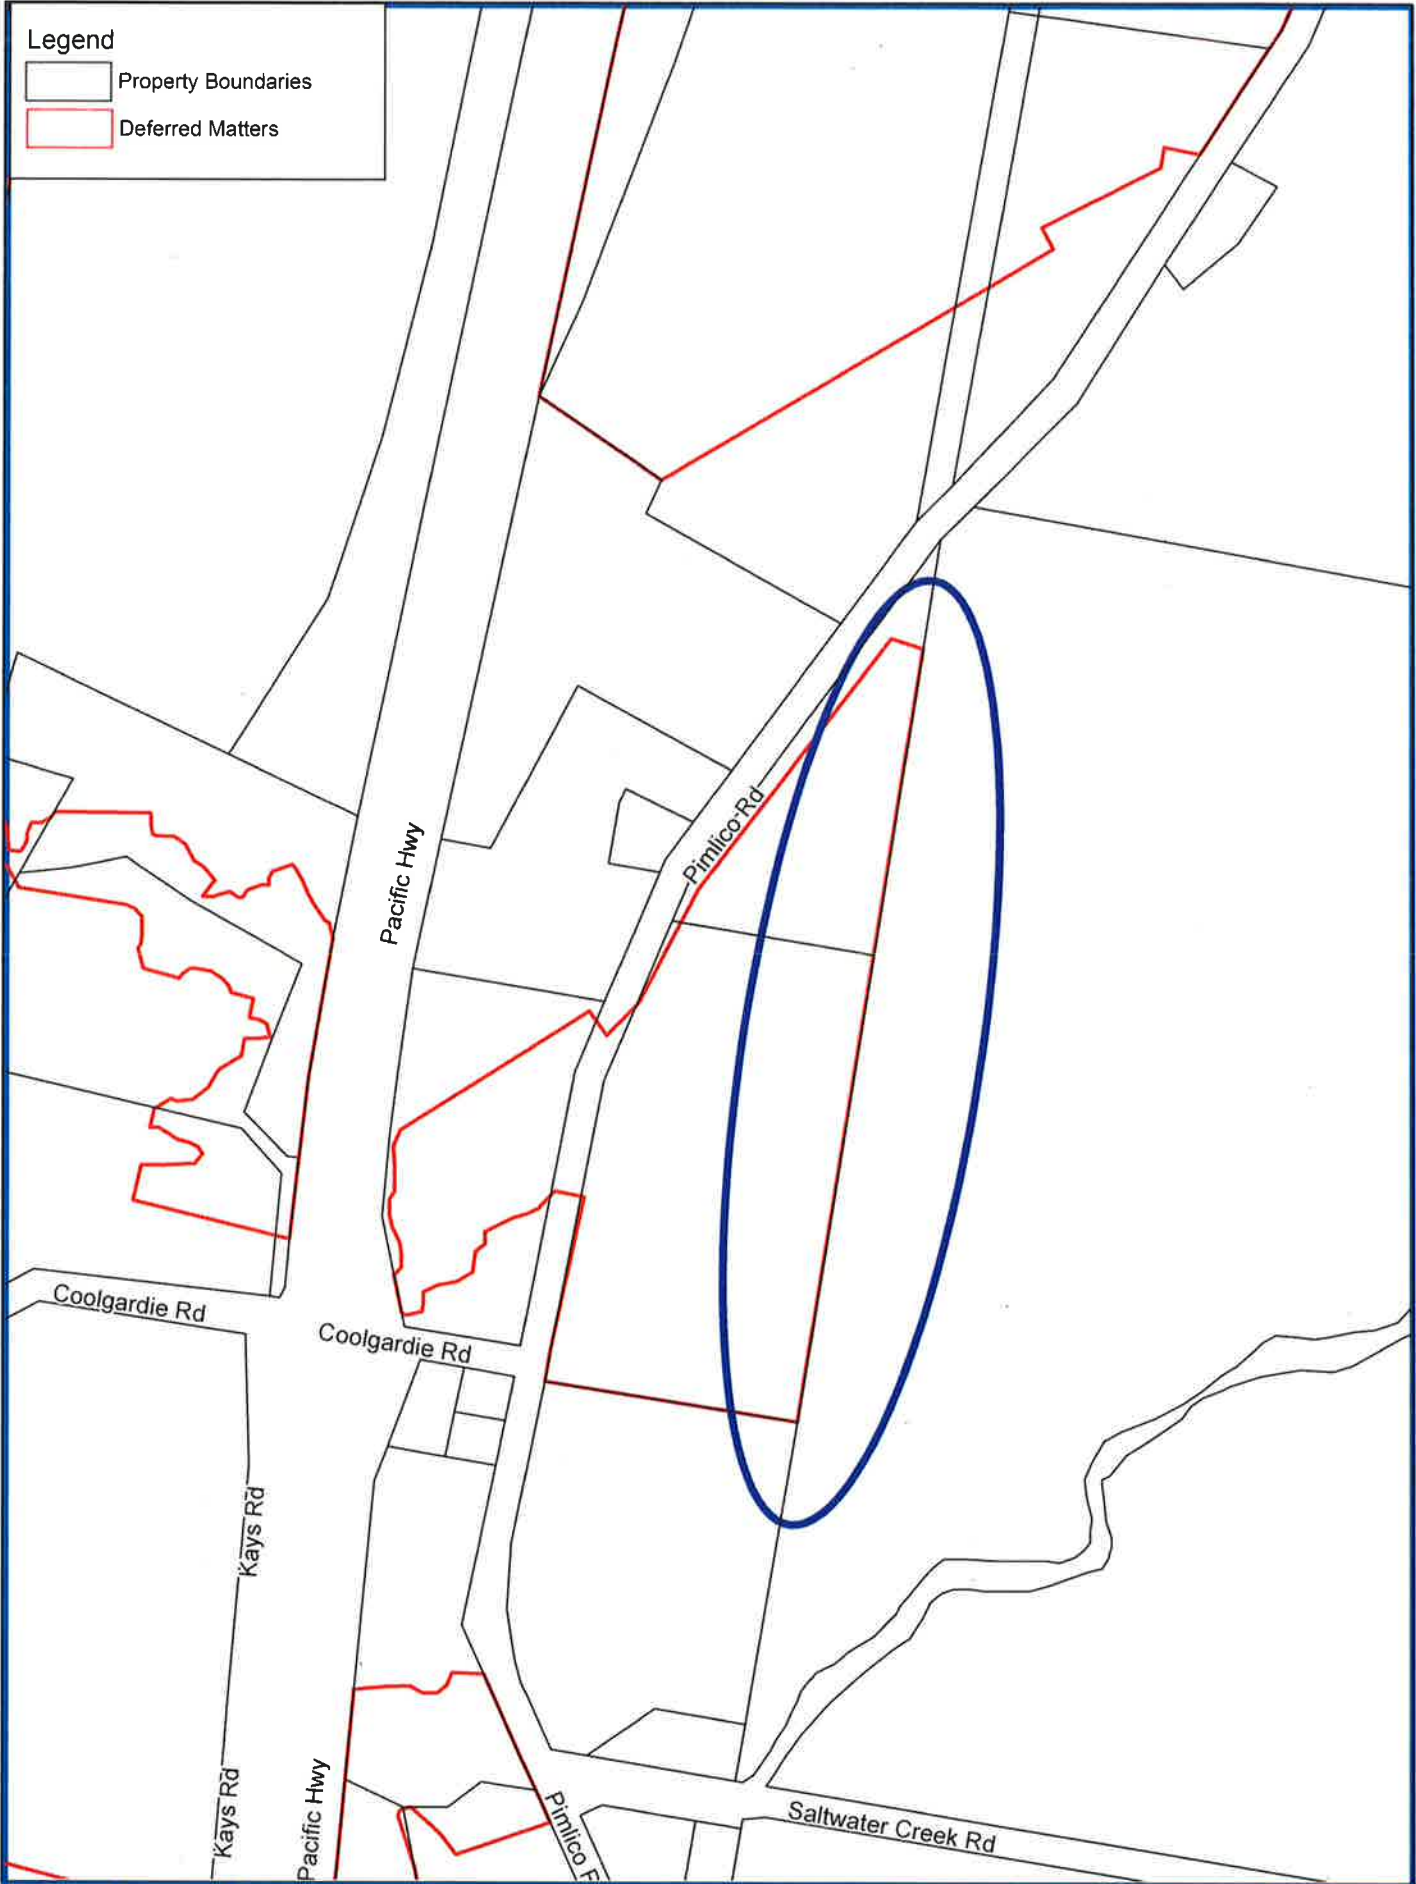 Legend
Property Boundaries
Deferred Matters
Pimlico Rd
Pacific Hwy
Coolgardie Rd
Coolgardie Rd
Kays Rd
Kays Rd
Pacific Hwy
Pimlico R
Saltwater Creek Rd